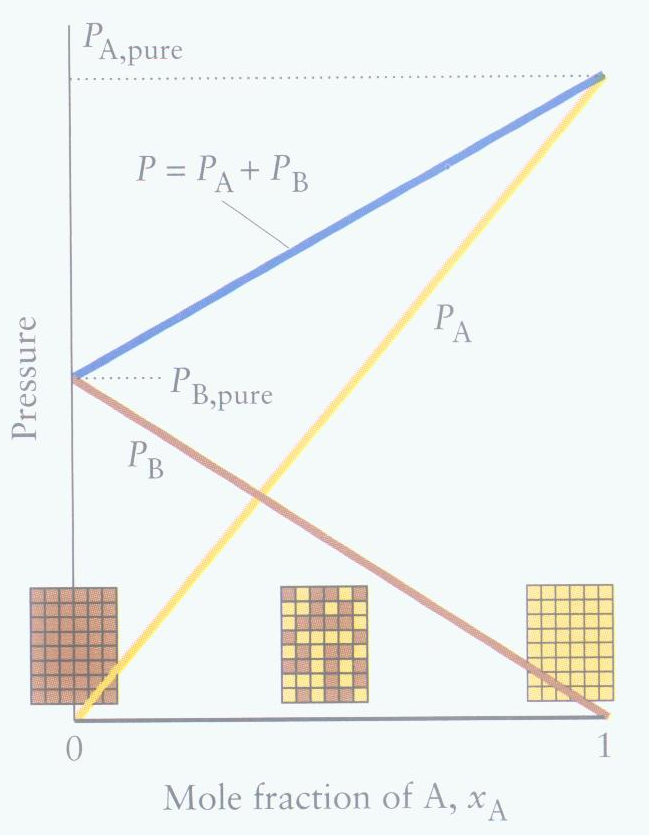 P_A,pure
P = P_A + P_B
P_A
P_B,pure
P_B
Pressure
0
1
Mole fraction of A, x_A